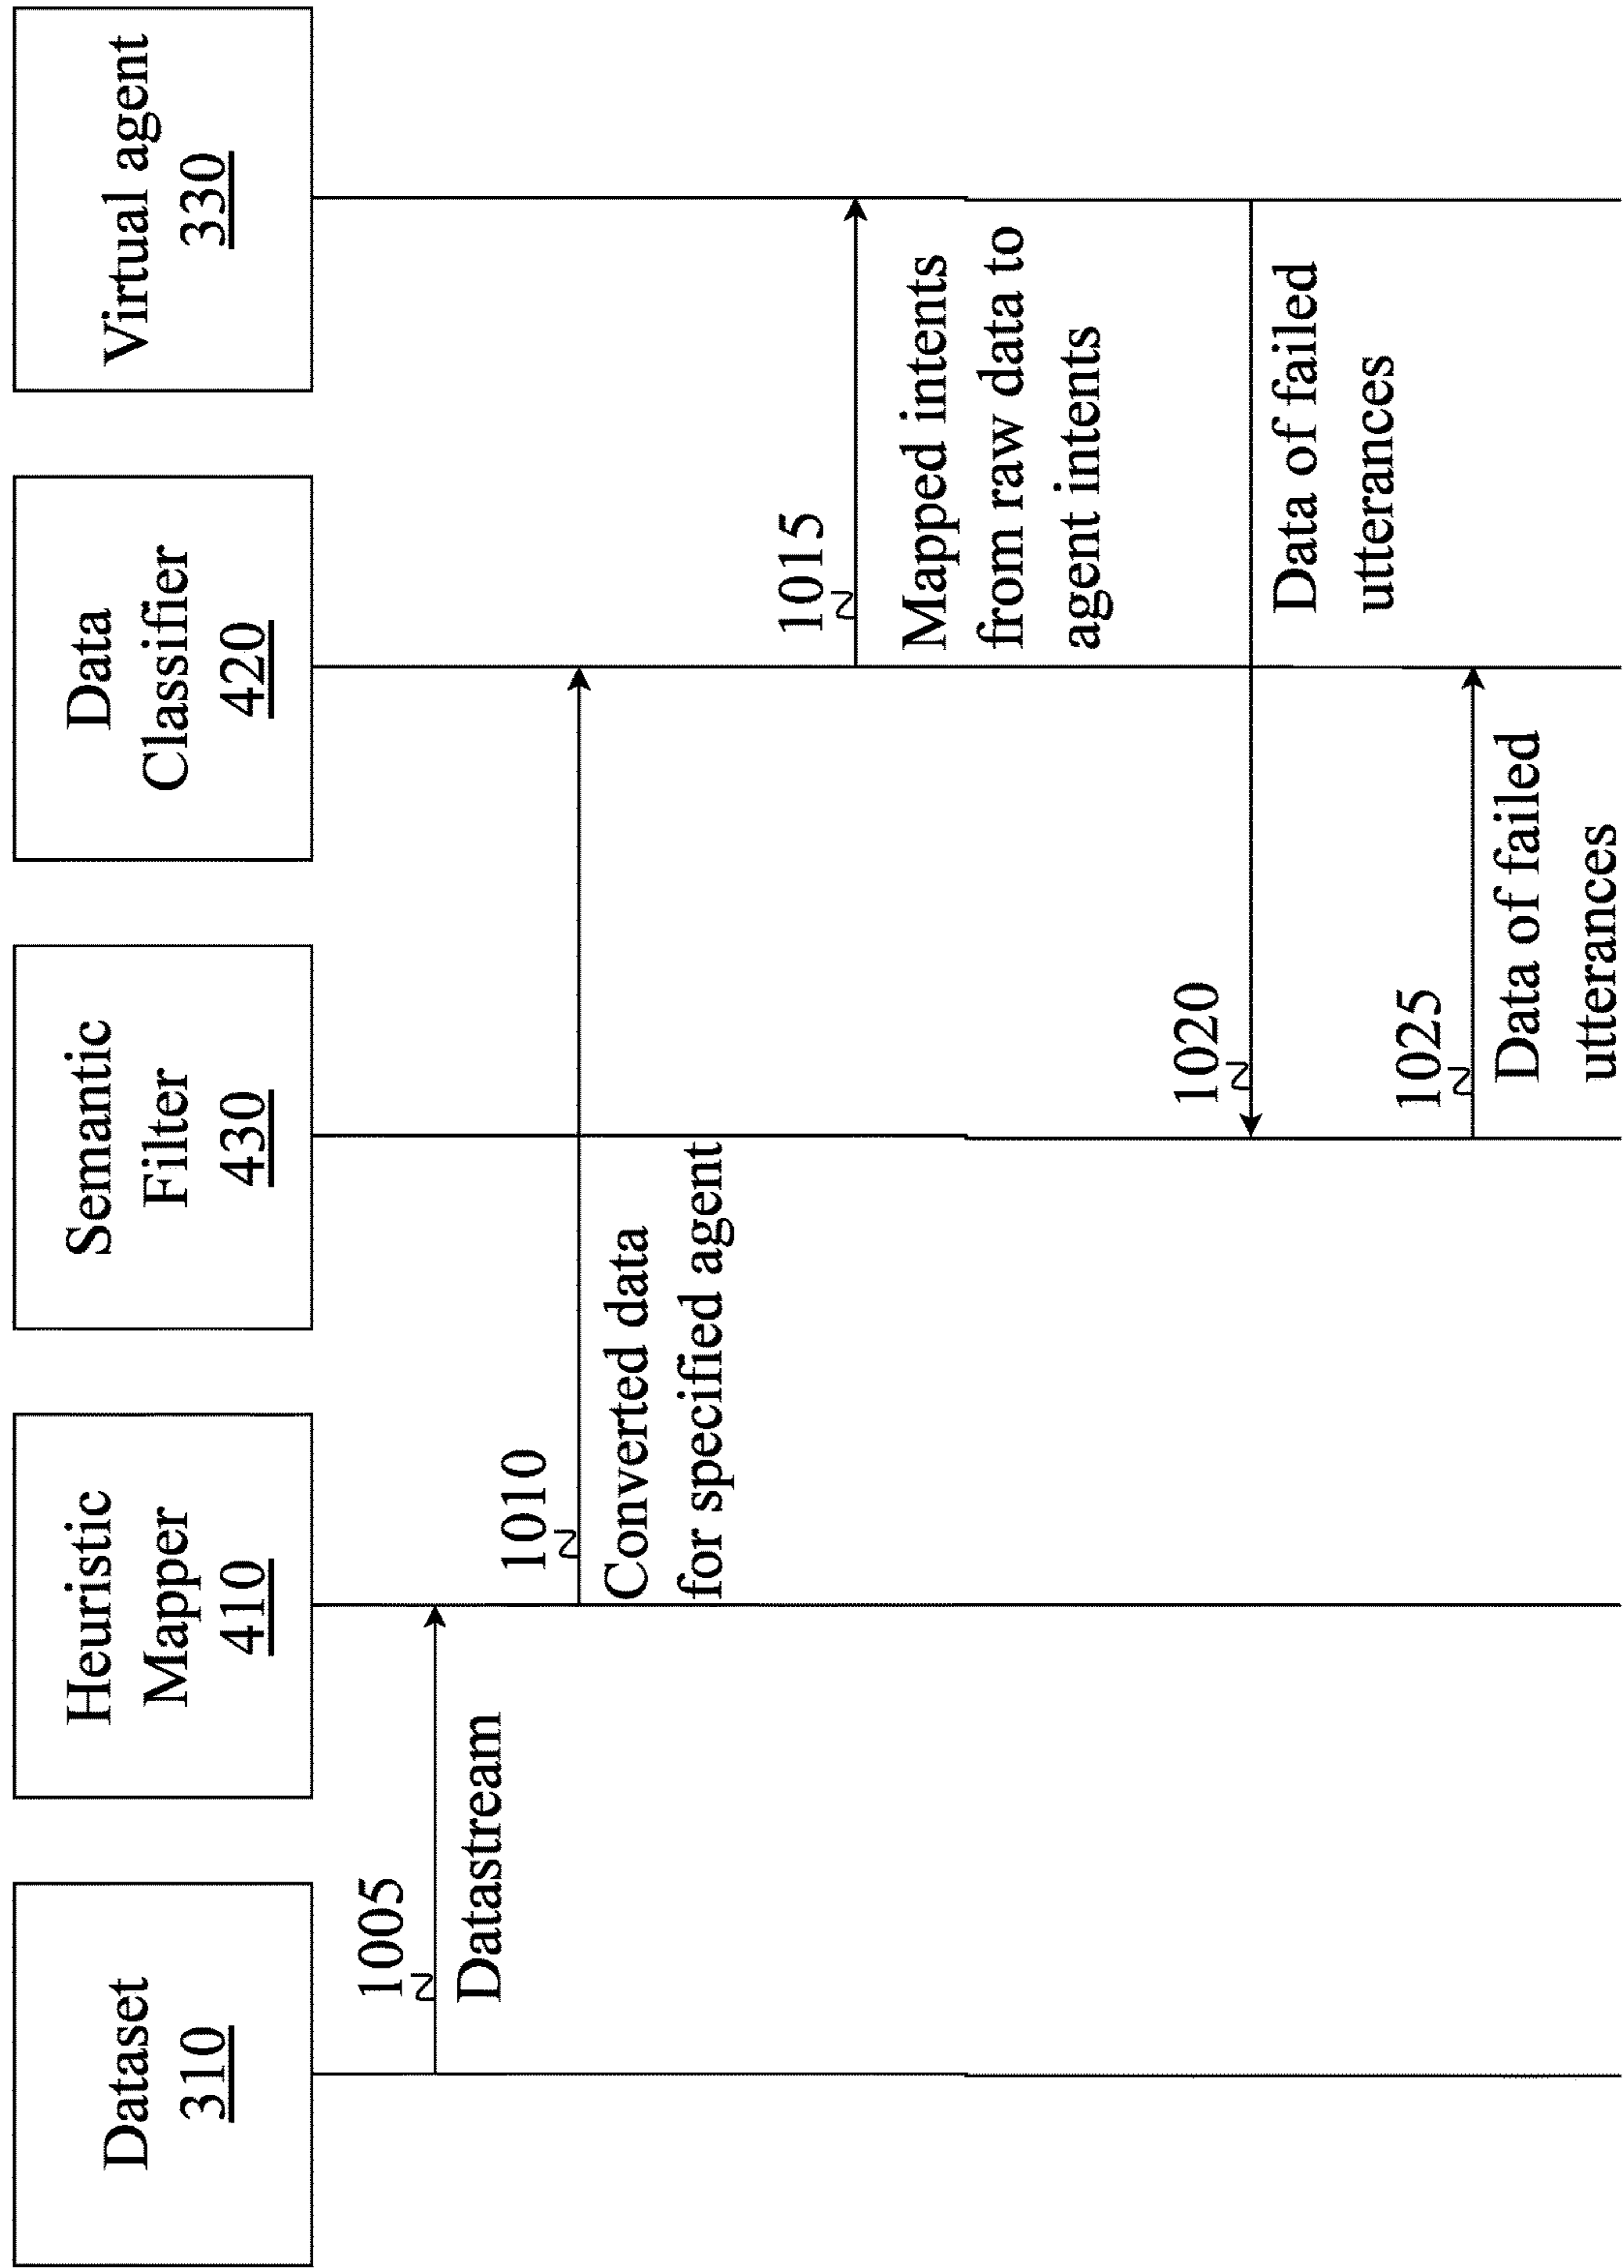 Dataset
310
Heuristic
Mapper
410
Semantic
Filter
430
Data
Classifier
420
Virtual agent
330
1005
Datastream
1010
Converted data
for specified agent
1015
Mapped intents
from raw data to
agent intents
1020
Data of failed
utterances
1025
Data of failed
utterances